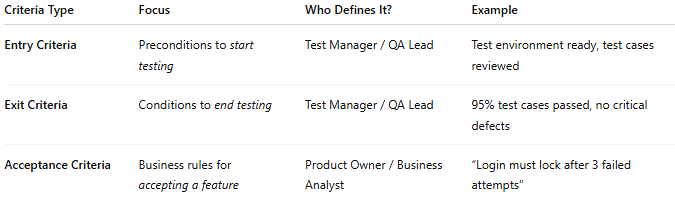 Criteria Type Focus Who Defines It? Example
Entry Criteria Preconditions to start Test Manager / QA Lead Test environment ready, test cases
testing reviewed
Exit Criteria Conditions to end testing Test Manager / QA Lead 95% test cases passed, no critical
defects
Acceptance Criteria Business rules for Product Owner / Business “Login must lock after 3 failed
accepting a feature Analyst attempts”